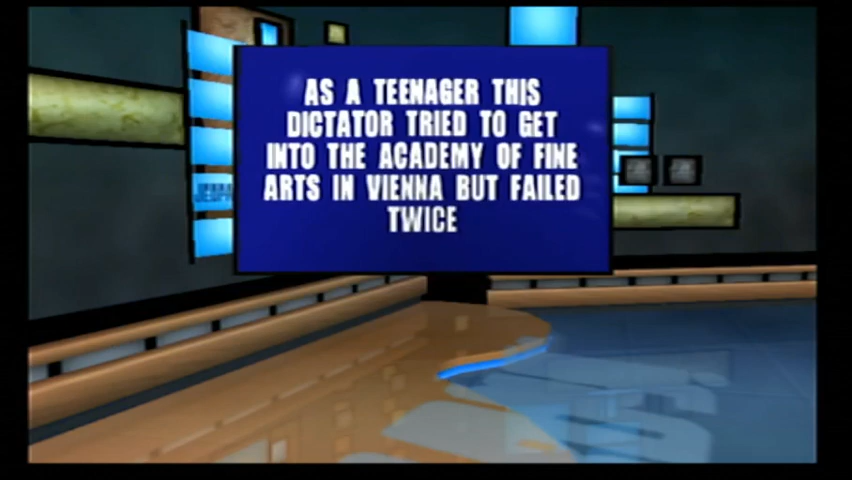 AS A TEENAGER THIS
DICTATOR TRIED TO GET
INTO THE ACADEMY OF FINE
ARTS IN VIENNA BUT FAILED
TWICE